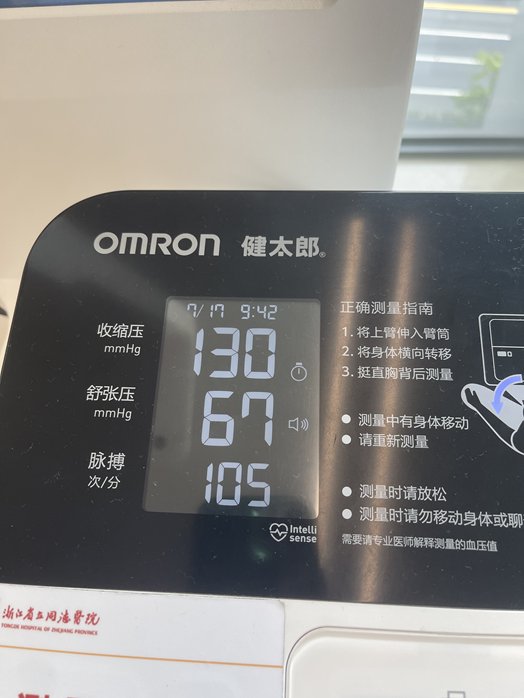 OMRON 健太郎®
7/17 9:42
收缩压
mmHg
130
舒张压
mmHg
67
脉搏
次/分
105
Intelli
sense
正确测量指南
1. 将上臂伸入臂筒
2. 将身体横向转移
3. 挺直胸背后测量
● 测量中有身体移动
● 请重新测量
● 测量时请放松
● 测量时请勿移动身体或聊
需要请专业医师解释测量的血压值
浙江省立同德医院
TONGDE HOSPITAL OF ZHEJIANG PROVINCE